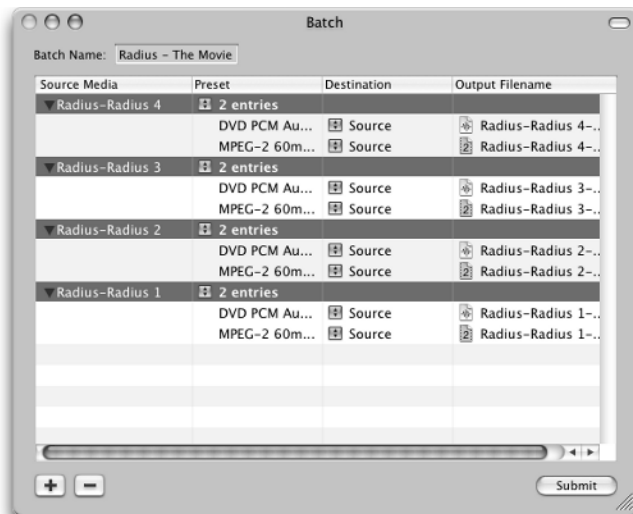 Batch
Batch Name: Radius – The Movie
Source Media Preset Destination Output Filename
Radius-Radius 4 2 entries
DVD PCM Au... Source Radius-Radius 4-..
MPEG-2 60m... Source 2 Radius-Radius 4-..
Radius-Radius 3 2 entries
DVD PCM Au... Source Radius-Radius 3-..
MPEG-2 60m... Source 2 Radius-Radius 3-..
Radius-Radius 2 2 entries
DVD PCM Au... Source Radius-Radius 2-..
MPEG-2 60m... Source 2 Radius-Radius 2-..
Radius-Radius 1 2 entries
DVD PCM Au... Source Radius-Radius 1-..
MPEG-2 60m... Source 2 Radius-Radius 1-..
Submit